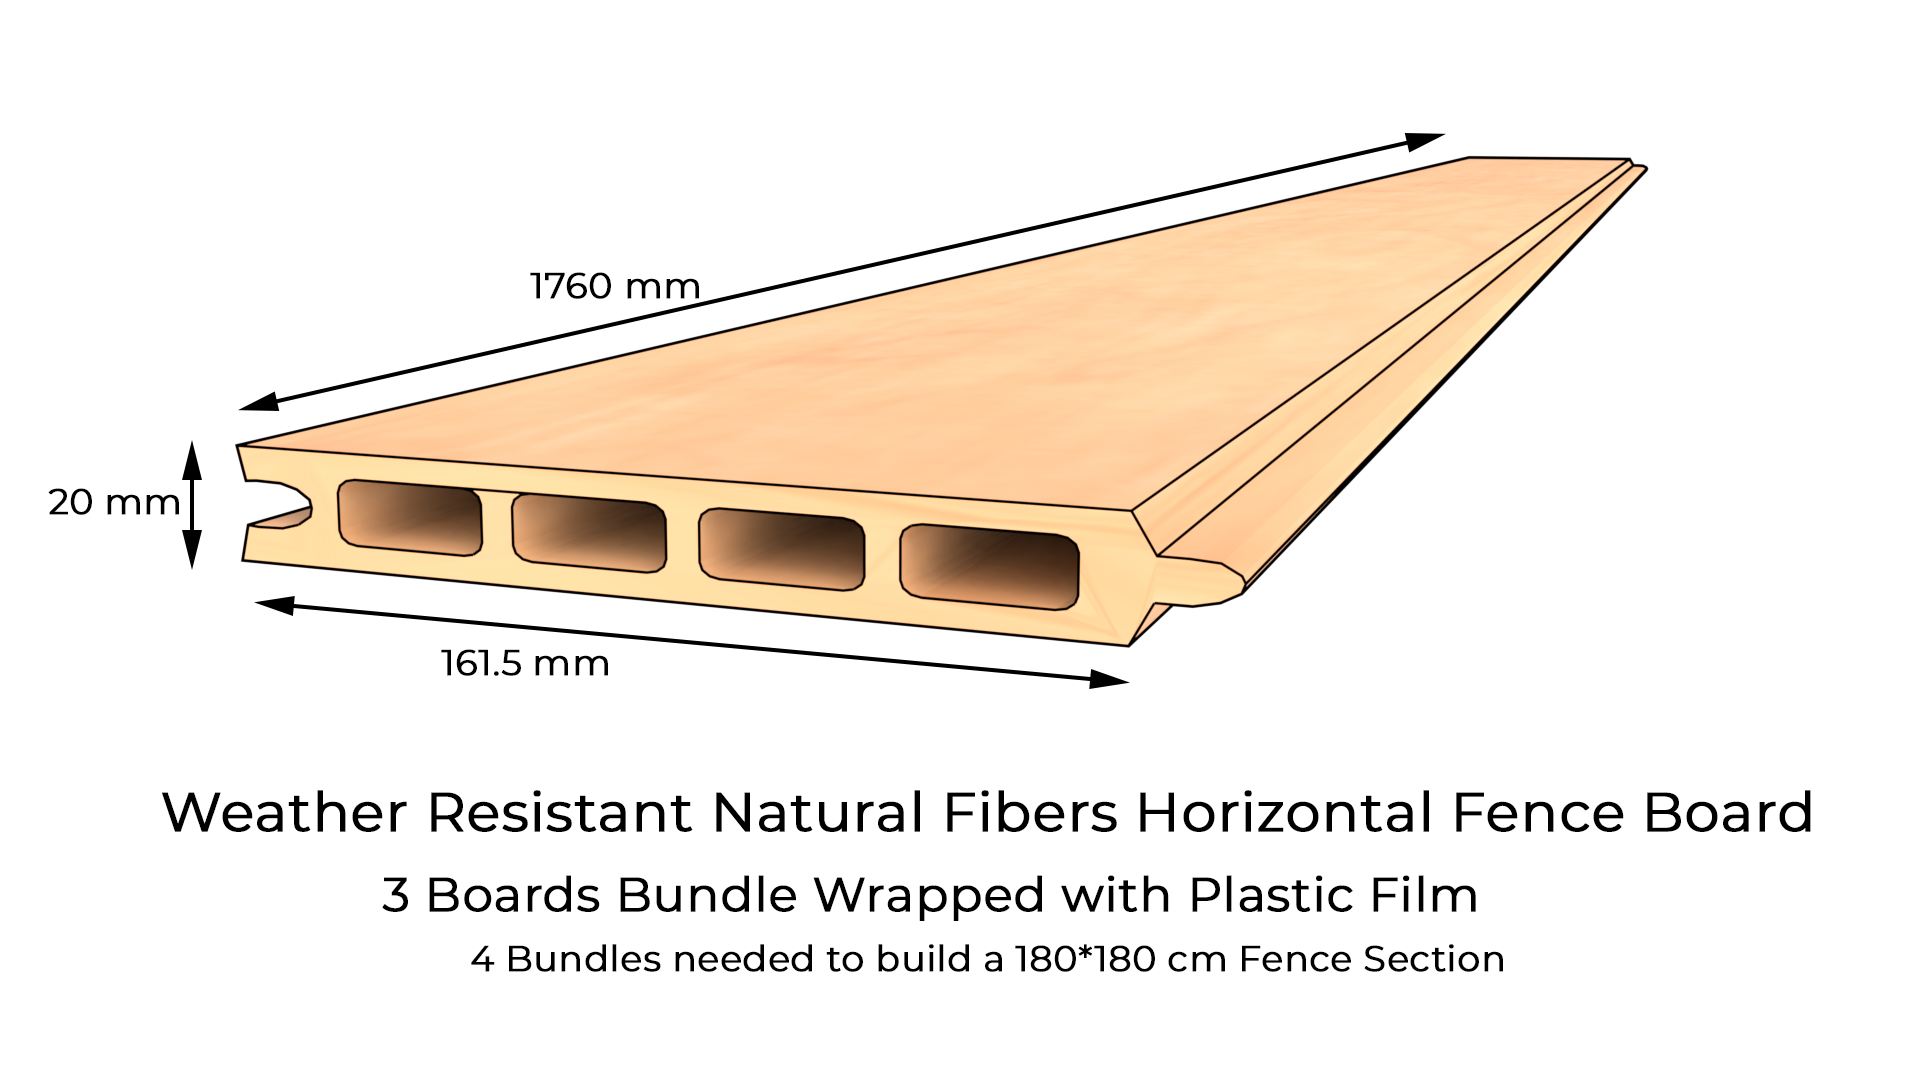 1760 mm
20 mm
161.5 mm
Weather Resistant Natural Fibers Horizontal Fence Board
3 Boards Bundle Wrapped with Plastic Film
4 Bundles needed to build a 180*180 cm Fence Section